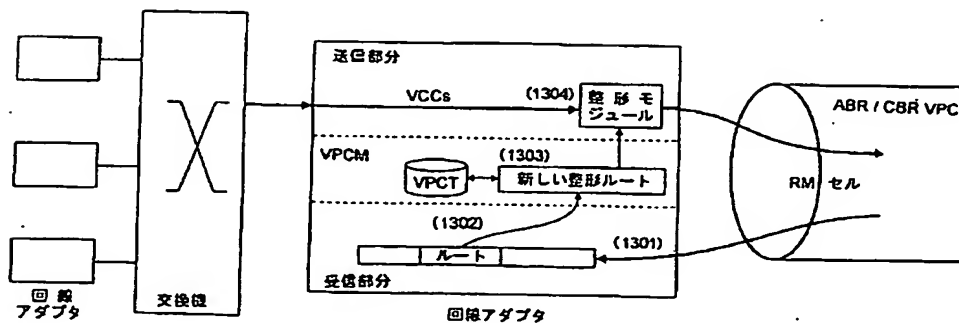 送信部分
VCCs
(1304)
整形モ
ジュール
ABR / CBR VPC
VPCM
(1303)
VPCT
新しい整形ルート
RM セル
(1302)
(1301)
ルート
受信部分
回線
アダプタ
交換機
回線アダプタ